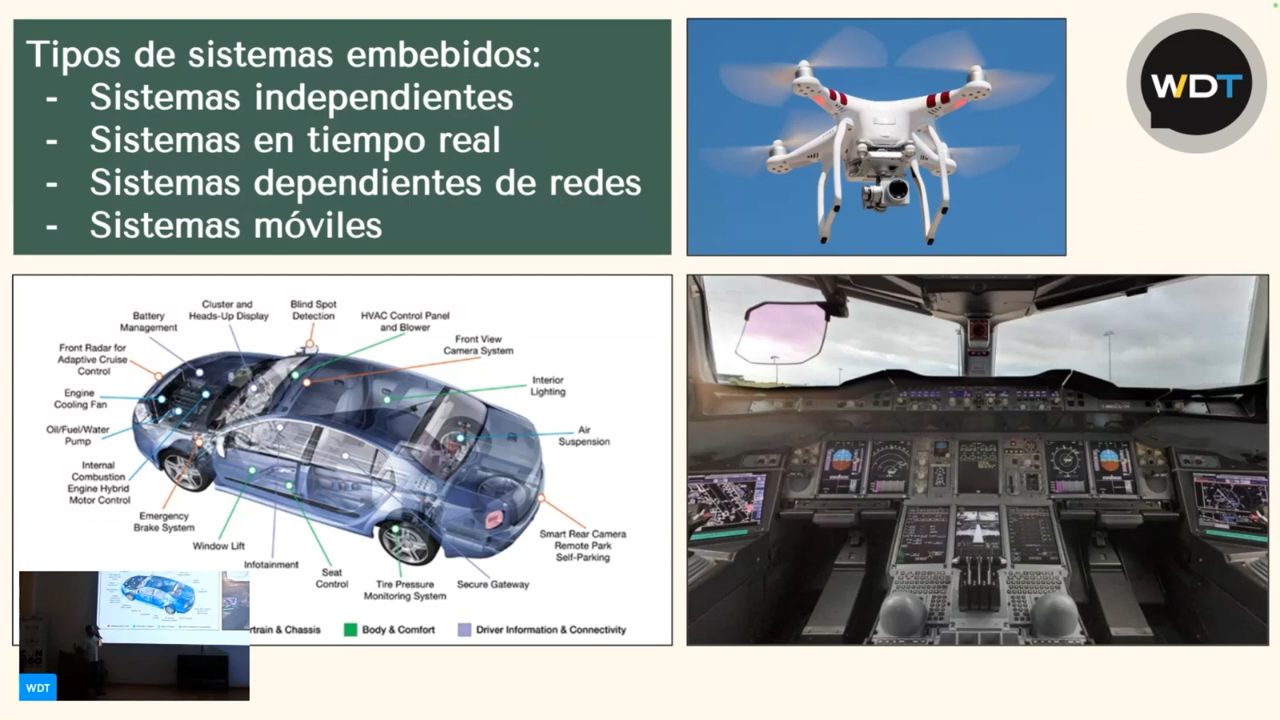 Tipos de sistemas embebidos:
- Sistemas independientes
- Sistemas en tiempo real
- Sistemas dependientes de redes
- Sistemas móviles
WDT
Cluster and
Heads-Up Display
Blind Spot
Detection
Battery
Management
HVAC Control Panel
and Blower
Front View
Camera System
Front Radar for
Adaptive Cruise
Control
Interior
Lighting
Engine
Cooling Fan
Oil/Fuel/Water
Pump
Air
Suspension
Internal
Combustion
Engine Hybrid
Motor Control
Emergency
Brake System
Window Lift
Infotainment
Seat
Control
Tire Pressure
Monitoring System
Secure Gateway
Smart Rear Camera
Remote Park
Self-Parking
& Chassis
Body & Comfort
Driver Information & Connectivity
WDT